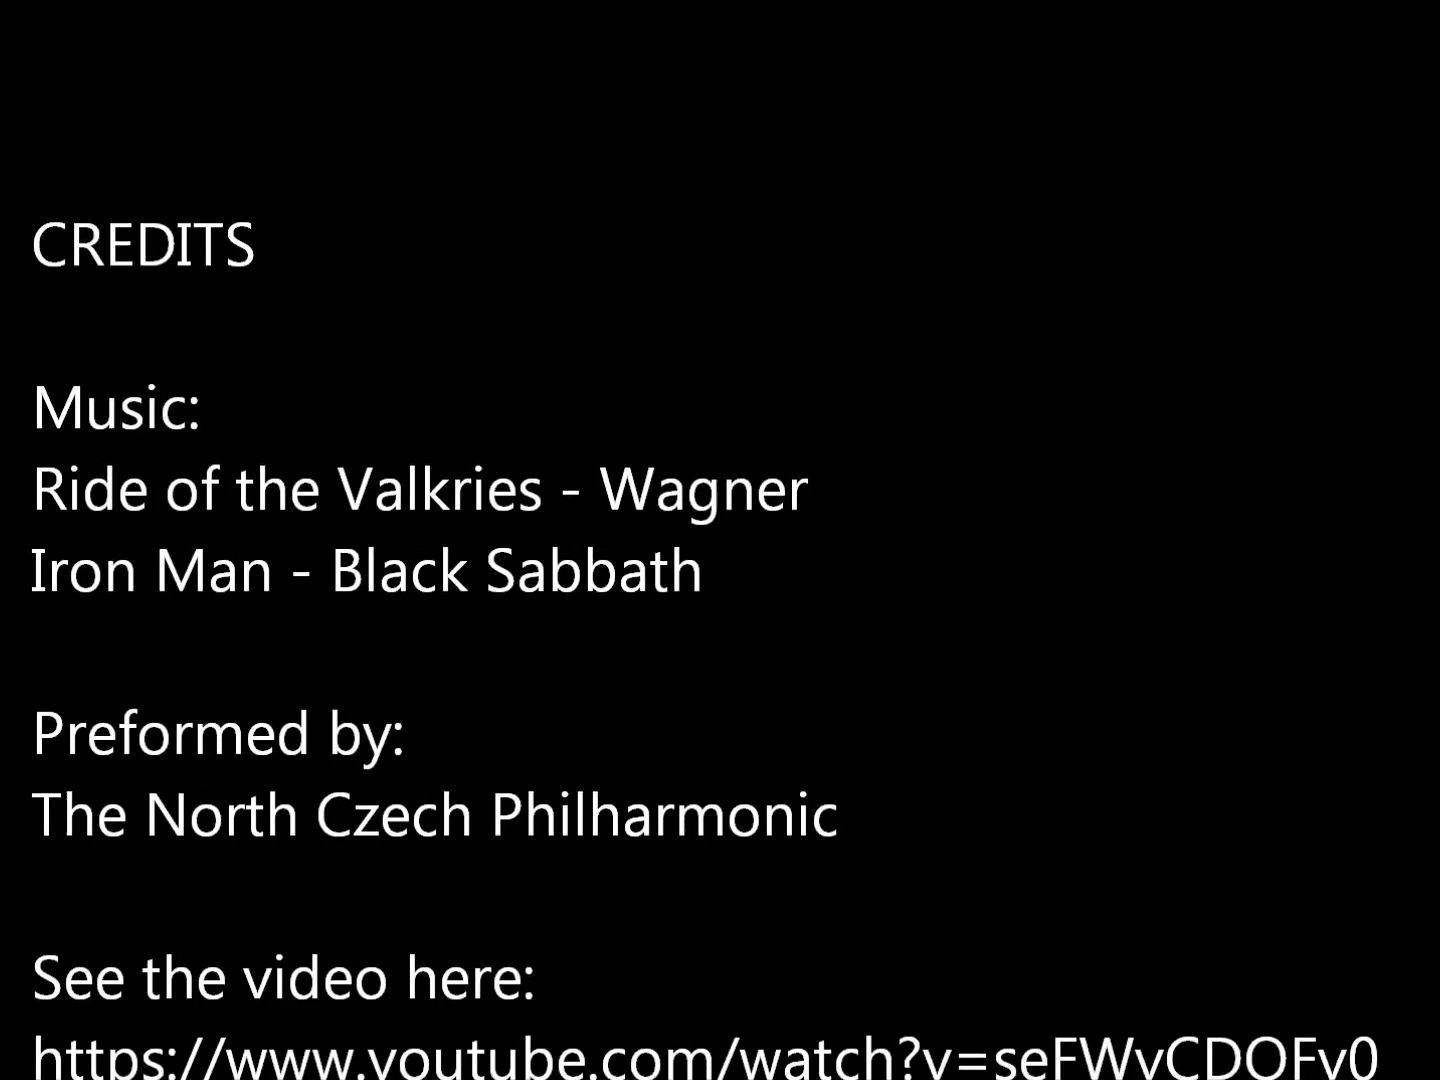 CREDITS
Music:
Ride of the Valkries - Wagner
Iron Man - Black Sabbath
Preformed by:
The North Czech Philharmonic
See the video here: